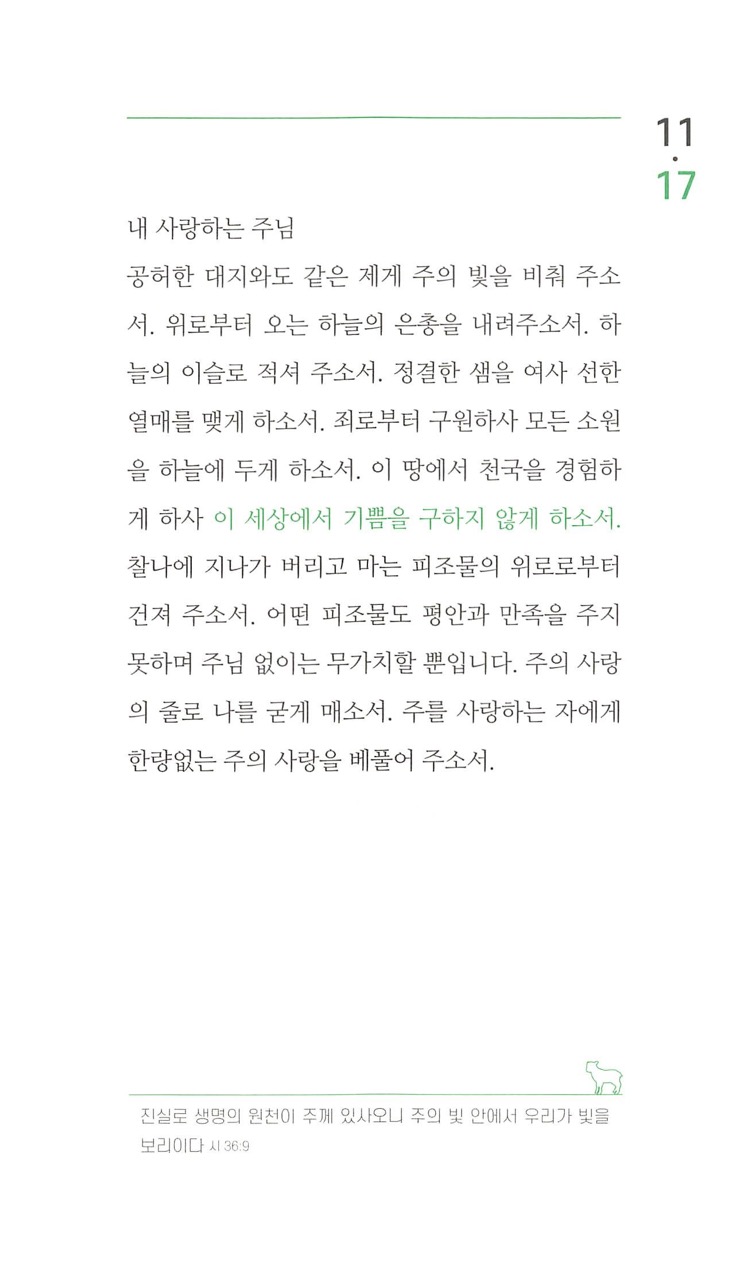 11
·
17
내 사랑하는 주님
공허한 대지와도 같은 제게 주의 빛을 비춰 주소
서. 위로부터 오는 하늘의 은총을 내려주소서. 하
늘의 이슬로 적셔 주소서. 정결한 샘을 여사 선한
열매를 맺게 하소서. 죄로부터 구원하사 모든 소원
을 하늘에 두게 하소서. 이 땅에서 천국을 경험하
게 하사 이 세상에서 기쁨을 구하지 않게 하소서.
찰나에 지나가 버리고 마는 피조물의 위로로부터
건져 주소서. 어떤 피조물도 평안과 만족을 주지
못하며 주님 없이는 무가치할 뿐입니다. 주의 사랑
의 줄로 나를 굳게 매소서. 주를 사랑하는 자에게
한량없는 주의 사랑을 베풀어 주소서.
진실로 생명의 원천이 주께 있사오니 주의 빛 안에서 우리가 빛을
보리이다 시 36:9